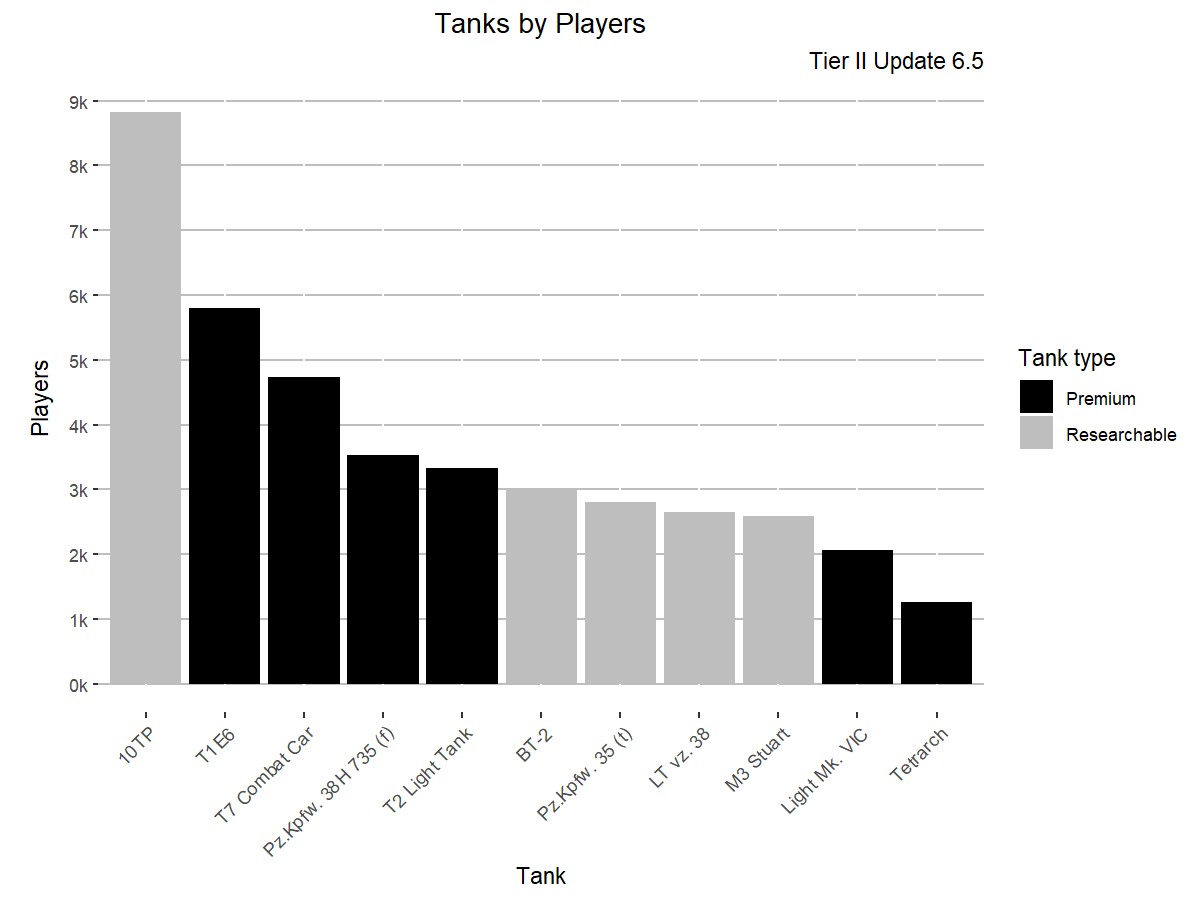 Tanks by Players
Tier II Update 6.5
9k
8k
7k
6k
5k
4k
3k
2k
1k
0k
Players
10TP
T1E6
T7 Combat Car
Pz.Kpfw. 38H 735 (f)
T2 Light Tank
BT-2
Pz.Kpfw. 35 (t)
LT vz. 38
M3 Stuart
Light Mk. VIC
Tetrarch
Tank
Tank type
Premium
Researchable